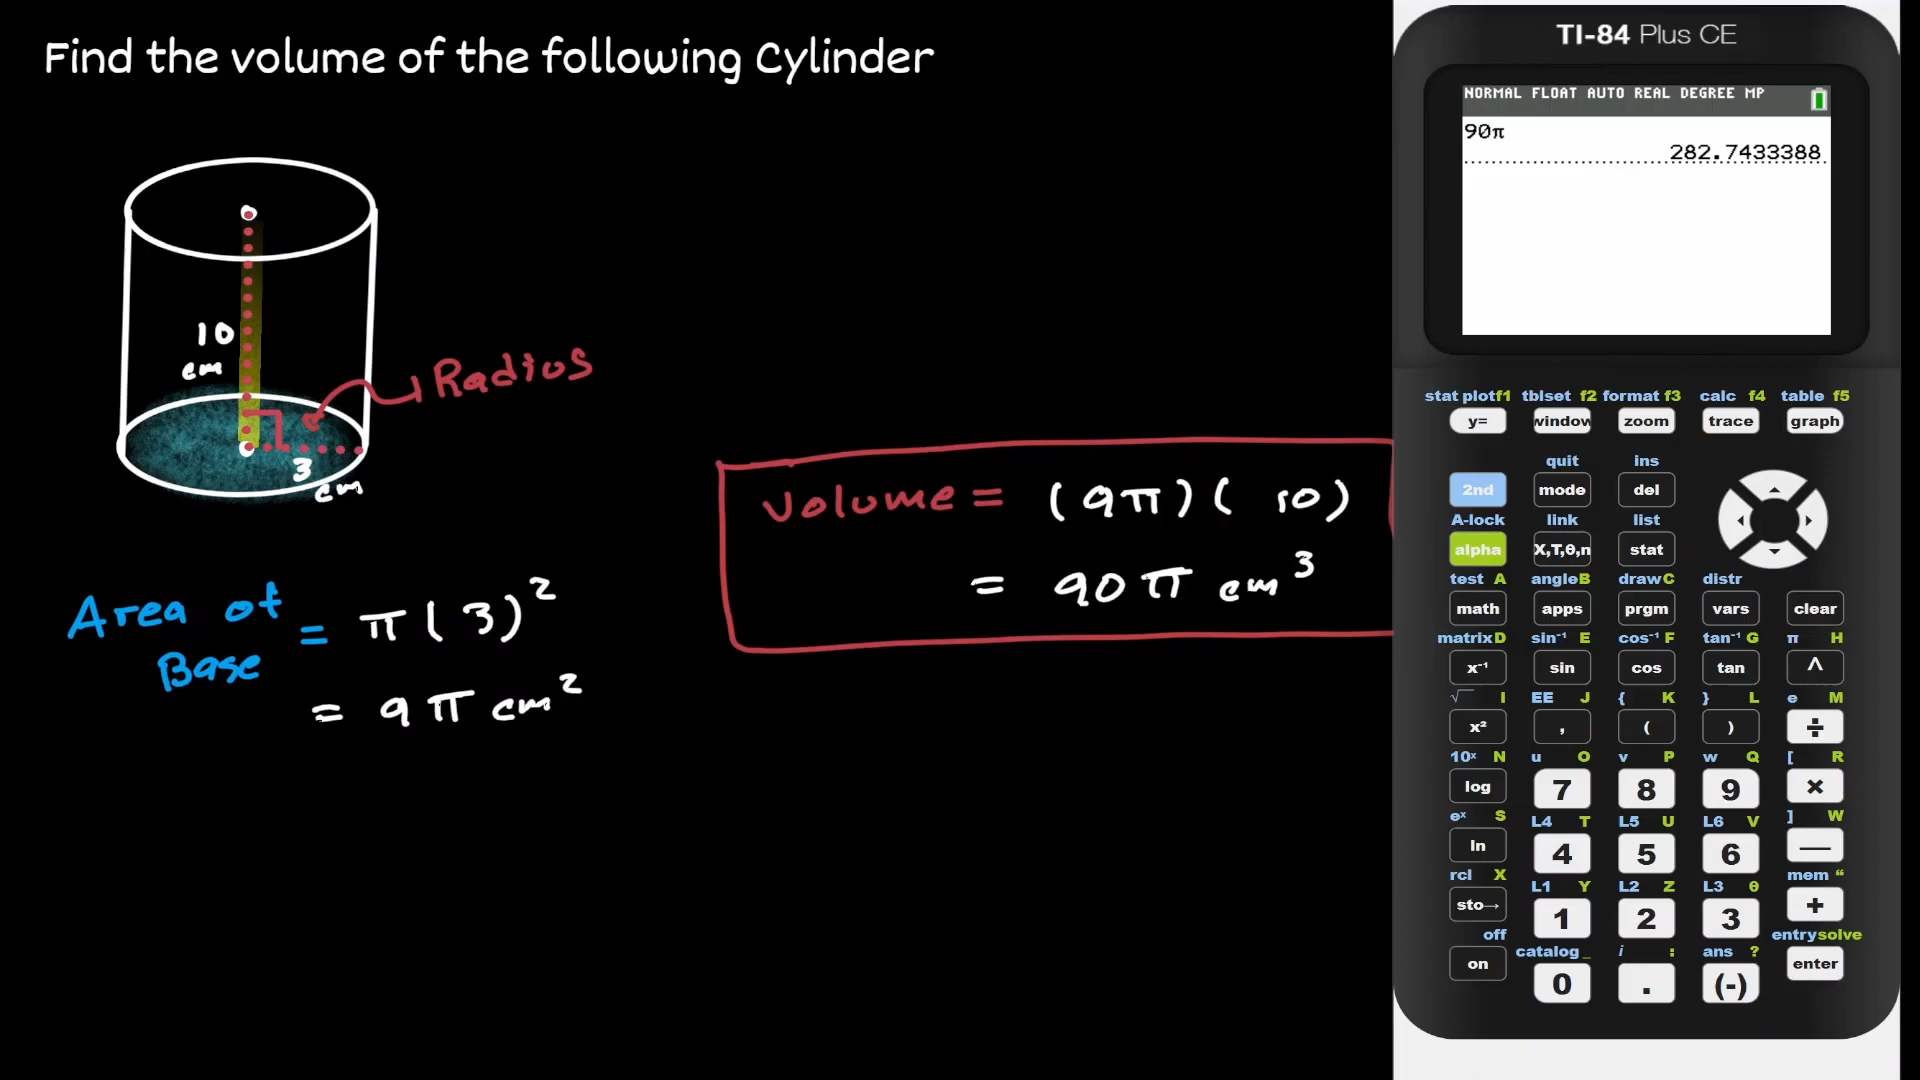 Find the volume of the following Cylinder
10
cm
Radius
3
cm
Area of
Base
= π(3)²
= 9π cm²
Volume = (9π)( 10)
= 90π cm³
TI-84 Plus CE
NORMAL FLOAT AUTO REAL DEGREE MP
90π
282.7433388
stat plot f1 tblset f2 format f3 calc f4 table f5
y= window zoom trace graph
quit ins
2nd mode del
A-lock link list
alpha X,T,θ,n stat
test A angle B draw C distr
math apps prgm vars clear
matrix D sin⁻¹ E cos⁻¹ F tan⁻¹ G π H
x⁻¹ sin cos tan ^
√ I EE J { K } L e M
x² , ( ) ÷
10ˣ N u O v P w Q [ R
log 7 8 9 ×
eˣ S L4 T L5 U L6 V ] W
ln 4 5 6 —
rcl X L1 Y L2 Z L3 θ mem “
sto→ 1 2 3 +
off catalog _ i : ans ? entry solve
on 0 . (-) enter